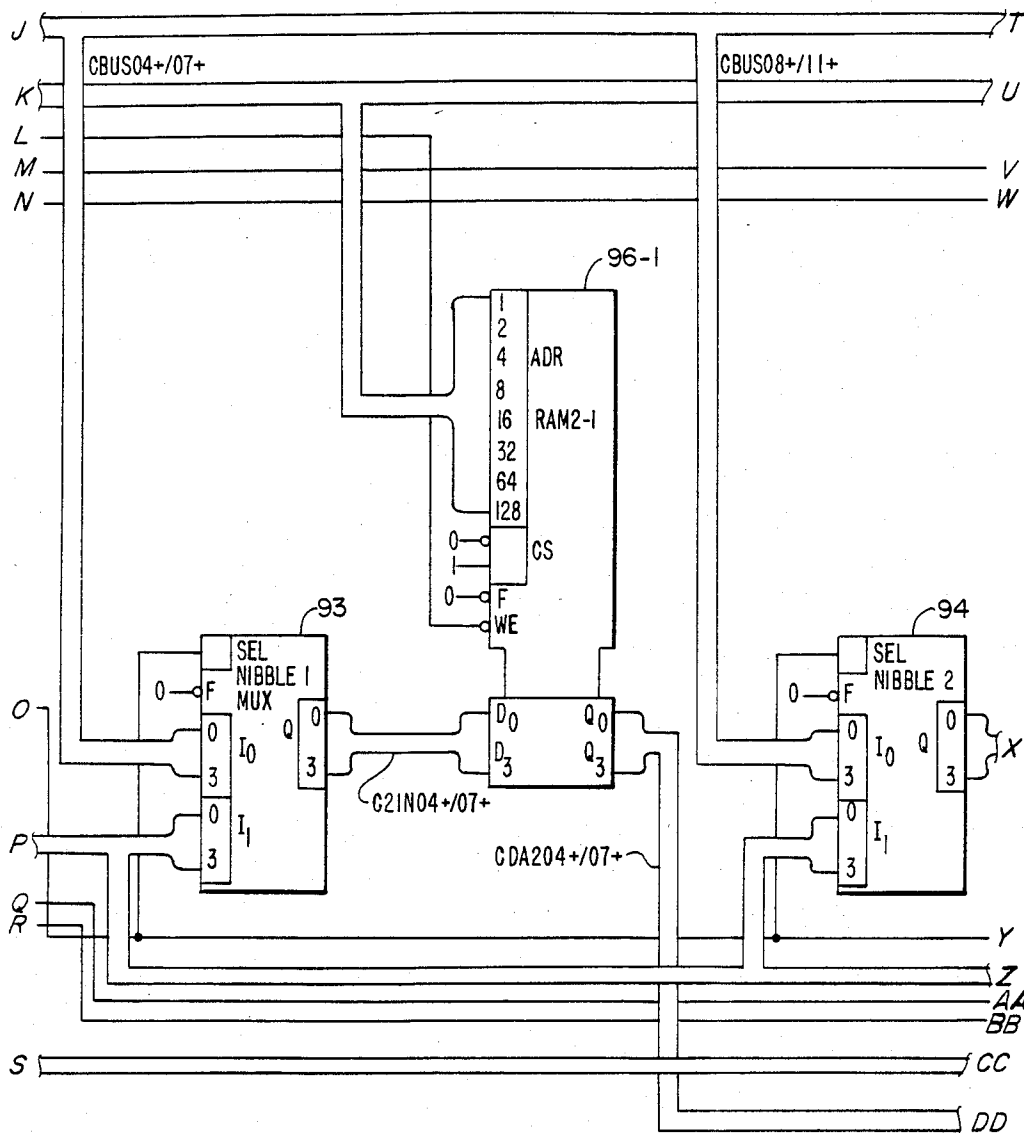 J
T
CBUS04+/07+
CBUS08+/11+
K
U
L
M
V
N
W
96-1
1
2
4 ADR
8
16 RAM2-1
32
64
128
0 CS
1
0 F
WE
93
SEL
NIBBLE 1
MUX
0 F
O
0
I0
3
Q
0
3
0
I1
3
D0
D3
Q0
Q3
C2IN04+/07+
CDA204+/07+
94
SEL
NIBBLE 2
0 F
0
I0
3
Q
0
3
0
I1
3
X
P
Q
R
Y
Z
AA
BB
S
CC
DD